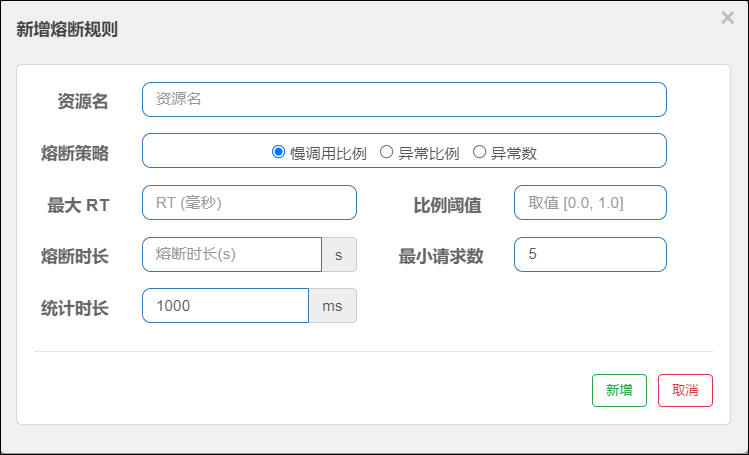 新增熔断规则 ×
资源名 资源名
熔断策略 慢调用比例 异常比例 异常数
最大 RT RT (毫秒) 比例阈值 取值 [0.0, 1.0]
熔断时长 熔断时长(s) s 最小请求数 5
统计时长 1000 ms
新增 取消